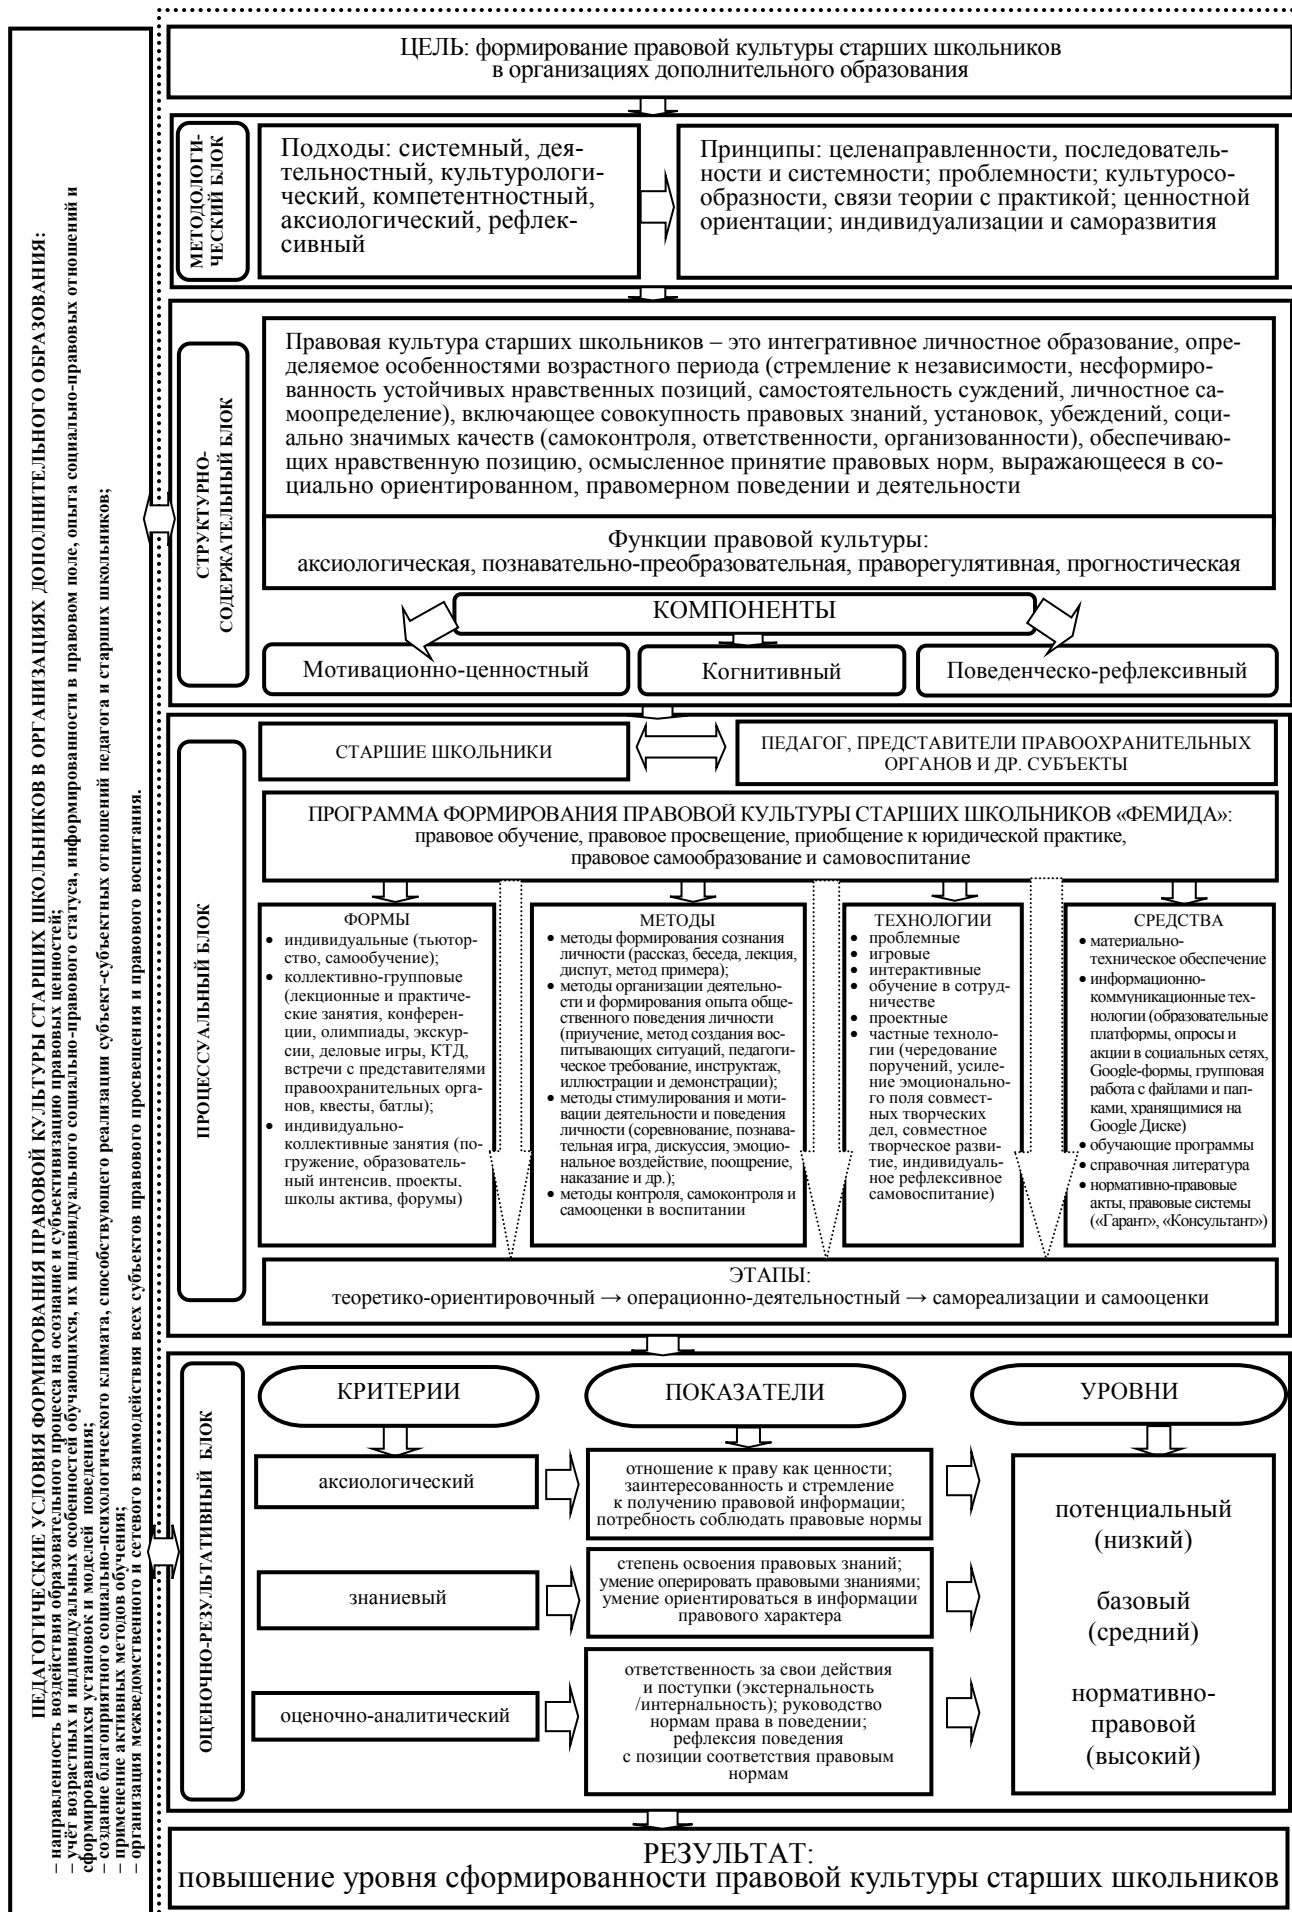 ПЕДАГОГИЧЕСКИЕ УСЛОВИЯ ФОРМИРОВАНИЯ ПРАВОВОЙ КУЛЬТУРЫ СТАРШИХ ШКОЛЬНИКОВ В ОРГАНИЗАЦИЯХ ДОПОЛНИТЕЛЬНОГО ОБРАЗОВАНИЯ:
– направленность воздействия образовательного процесса на осознание и субъективизацию правовых ценностей;
– учёт возрастных и индивидуальных особенностей обучающихся, их индивидуального социально-правового статуса, информированности в правовом поле, опыта социально-правовых отношений и
сформировавшихся установок и моделей поведения;
– создание благоприятного социально-психологического климата, способствующего реализации субъект-субъектных отношений педагога и старших школьников;
– применение активных методов обучения;
– организация межведомственного и сетевого взаимодействия всех субъектов правового просвещения и правового воспитания.
ЦЕЛЬ: формирование правовой культуры старших школьников
в организациях дополнительного образования
МЕТОДОЛОГИ-
ЧЕСКИЙ БЛОК
Подходы: системный, дея-
тельностный, культурологи-
ческий, компетентностный,
аксиологический, рефлек-
сивный
Принципы: целенаправленности, последователь-
ности и системности; проблемности; культуросо-
образности, связи теории с практикой; ценностной
ориентации; индивидуализации и саморазвития
СТРУКТУРНО-
СОДЕРЖАТЕЛЬНЫЙ БЛОК
Правовая культура старших школьников – это интегративное личностное образование, опре-
деляемое особенностями возрастного периода (стремление к независимости, несформиро-
ванность устойчивых нравственных позиций, самостоятельность суждений, личностное са-
моопределение), включающее совокупность правовых знаний, установок, убеждений, соци-
ально значимых качеств (самоконтроля, ответственности, организованности), обеспечиваю-
щих нравственную позицию, осмысленное принятие правовых норм, выражающееся в со-
циально ориентированном, правомерном поведении и деятельности
Функции правовой культуры:
аксиологическая, познавательно-преобразовательная, праворегулятивная, прогностическая
КОМПОНЕНТЫ
Мотивационно-ценностный
Когнитивный
Поведенческо-рефлексивный
ПРОЦЕССУАЛЬНЫЙ БЛОК
СТАРШИЕ ШКОЛЬНИКИ
ПЕДАГОГ, ПРЕДСТАВИТЕЛИ ПРАВООХРАНИТЕЛЬНЫХ
ОРГАНОВ И ДР. СУБЪЕКТЫ
ПРОГРАММА ФОРМИРОВАНИЯ ПРАВОВОЙ КУЛЬТУРЫ СТАРШИХ ШКОЛЬНИКОВ «ФЕМИДА»:
правовое обучение, правовое просвещение, приобщение к юридической практике,
правовое самообразование и самовоспитание
ФОРМЫ
• индивидуальные (тьютор-
ство, самообучение);
• коллективно-групповые
(лекционные и практиче-
ские занятия, конферен-
ции, олимпиады, экскур-
сии, деловые игры, КТД,
встречи с представителями
правоохранительных орга-
нов, квесты, батлы);
• индивидуально-
коллективные занятия (по-
гружение, образователь-
ный интенсив, проекты,
школы актива, форумы)
МЕТОДЫ
• методы формирования сознания
личности (рассказ, беседа, лекция,
диспут, метод примера);
• методы организации деятельно-
сти и формирования опыта обще-
ственного поведения личности
(приучение, метод создания вос-
питывающих ситуаций, педагоги-
ческое требование, инструктаж,
иллюстрации и демонстрации);
• методы стимулирования и мо-
тивации деятельности и поведения
личности (соревнование, познава-
тельная игра, дискуссия, эмоцио-
нальное воздействие, поощрение,
наказание и др.);
• методы контроля, самоконтроля и
самооценки в воспитании
ТЕХНОЛОГИИ
• проблемные
• игровые
• интерактивные
• обучение в сотруд-
ничестве
• проектные
• частные техноло-
гии (чередование
поручений, усиле-
ние эмоционально-
го поля совмест-
ных творческих
дел, совместное
творческое разви-
тие, индивидуаль-
ное рефлексивное
самовоспитание)
СРЕДСТВА
• материально-
техническое обеспечение
• информационно-
коммуникационные тех-
нологии (образовательные
платформы, опросы и
акции в социальных сетях,
Google-формы, групповая
работа с файлами и пап-
ками, хранящимися на
Google Диске)
• обучающие программы
• справочная литература
• нормативно-правовые
акты, правовые системы
(«Гарант», «Консультант»)
ЭТАПЫ:
теоретико-ориентировочный → операционно-деятельностный → самореализации и самооценки
ОЦЕНОЧНО-РЕЗУЛЬТАТИВНЫЙ БЛОК
КРИТЕРИИ
ПОКАЗАТЕЛИ
УРОВНИ
аксиологический
отношение к праву как ценности;
заинтересованность и стремление
к получению правовой информации;
потребность соблюдать правовые нормы
знаниевый
степень освоения правовых знаний;
умение оперировать правовыми знаниями;
умение ориентироваться в информации
правового характера
оценочно-аналитический
ответственность за свои действия
и поступки (экстернальность
/интернальность); руководство
нормам права в поведении;
рефлексия поведения
с позиции соответствия правовым
нормам
потенциальный
(низкий)
базовый
(средний)
нормативно-
правовой
(высокий)
РЕЗУЛЬТАТ:
повышение уровня сформированности правовой культуры старших школьников